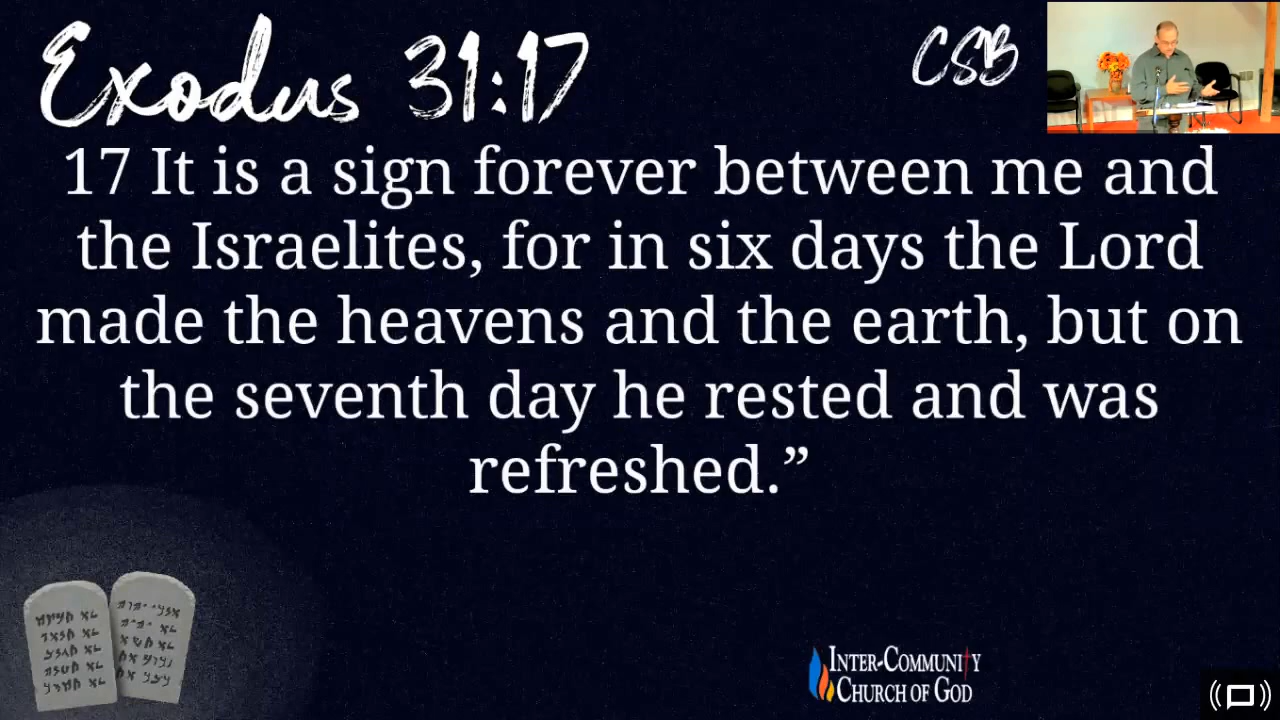 Exodus 31:17
CSB
17 It is a sign forever between me and
the Israelites, for in six days the Lord
made the heavens and the earth, but on
the seventh day he rested and was
refreshed.”
Inter-Community
Church of God